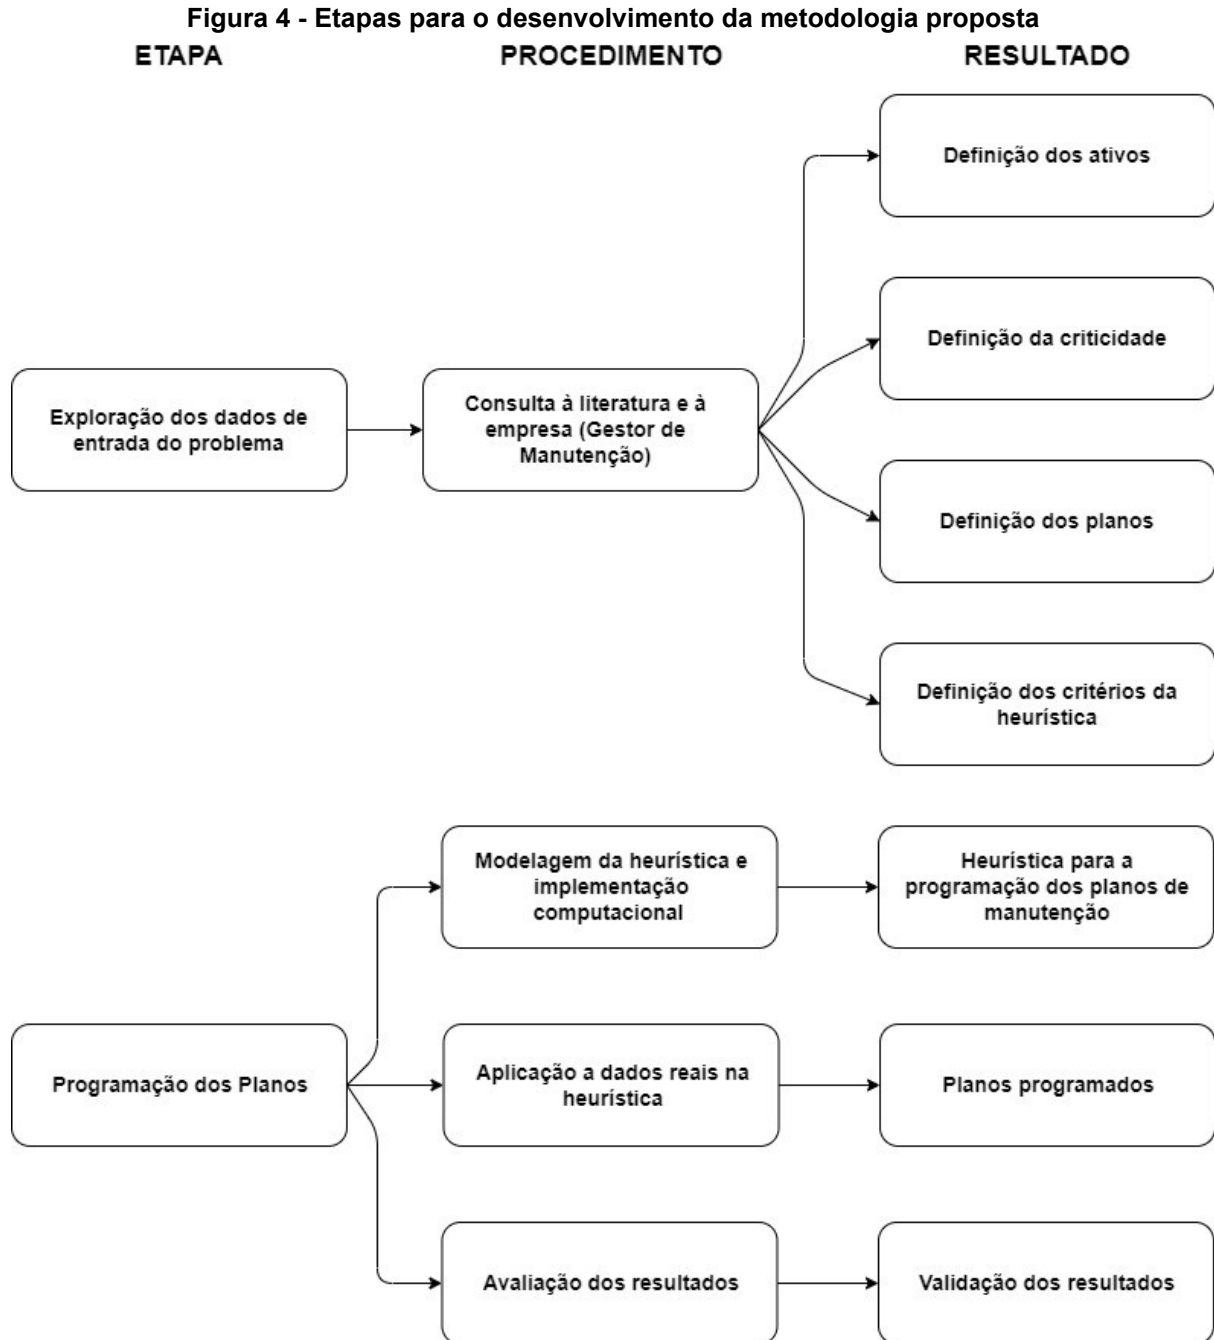 Figura 4 - Etapas para o desenvolvimento da metodologia proposta
ETAPA
PROCEDIMENTO
RESULTADO
Definição dos ativos
Definição da criticidade
Exploração dos dados de
entrada do problema
Consulta à literatura e à
empresa (Gestor de
Manutenção)
Definição dos planos
Definição dos critérios da
heurística
Modelagem da heurística e
implementação
computacional
Heurística para a
programação dos planos de
manutenção
Programação dos Planos
Aplicação a dados reais na
heurística
Planos programados
Avaliação dos resultados
Validação dos resultados